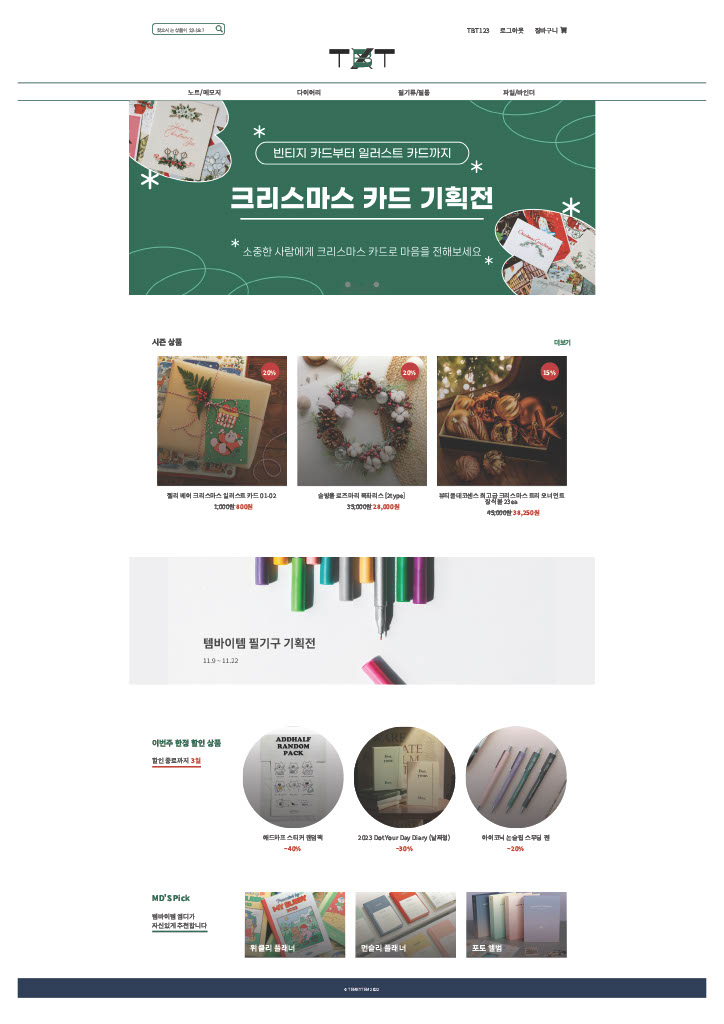 찾으시는 상품이 있나요?
TBT123 로그아웃 장바구니
TBT
노트/메모지 다이어리 필기류/필통 파일/바인더
빈티지 카드부터 일러스트 카드까지
크리스마스 카드 기획전
소중한 사람에게 크리스마스 카드로 마음을 전해보세요
시즌 상품 더보기
20% 20% 15%
젤리 베어 크리스마스 일러스트 카드 01-02
1,000원 800원
솔방울 로즈마리 목화리스 [2type]
35,000원 28,000원
뷰티풀데코센스 최고급 크리스마스 트리 오너먼트
장식볼 23ea
45,000원 38,250원
템바이템 필기구 기획전
11.9 ~ 11.22
이번주 한정 할인 상품
할인 종료까지 3일
ADDHALF
RANDOM
PACK
애드하프 스티커 랜덤팩
~40%
2023 DotYour Day Diary (날짜형)
~30%
아이코닉 논슬립 스무딩 펜
~20%
MD'S Pick
템바이템 엠디가
자신있게 추천합니다
위클리 플래너
먼슬리 플래너
포토 앨범